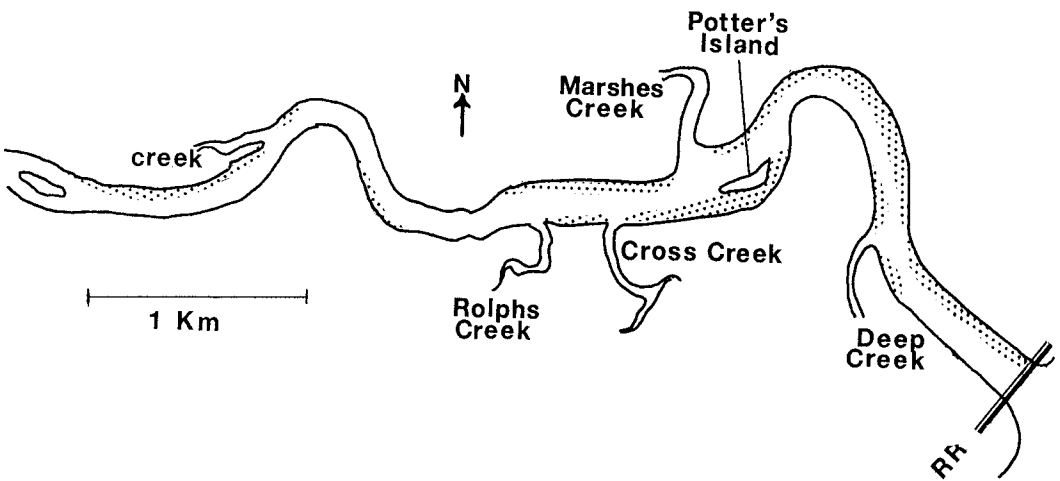 Potter's
Island
N
Marshes
Creek
creek
Cross Creek
Rolphs
Creek
1 Km
Deep
Creek
RR